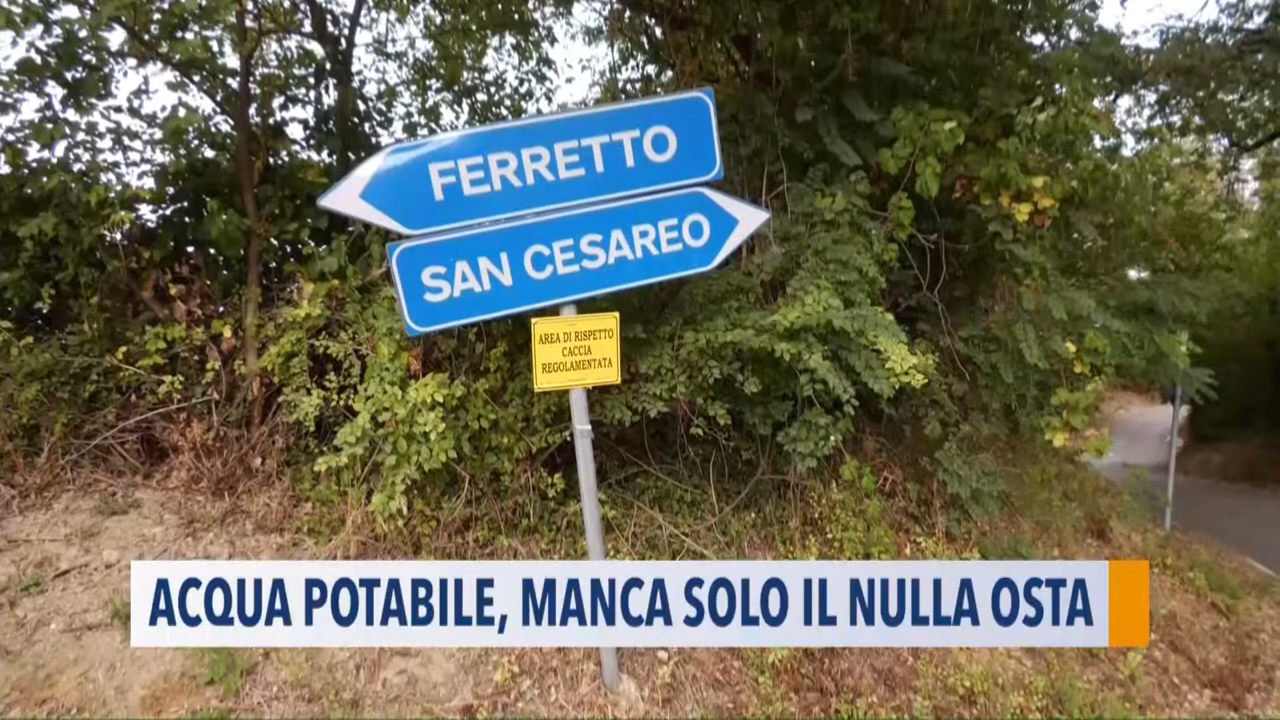 FERRETTO
SAN CESAREO
AREA DI RISPETTO
CACCIA
REGOLAMENTATA
ACQUA POTABILE, MANCA SOLO IL NULLA OSTA